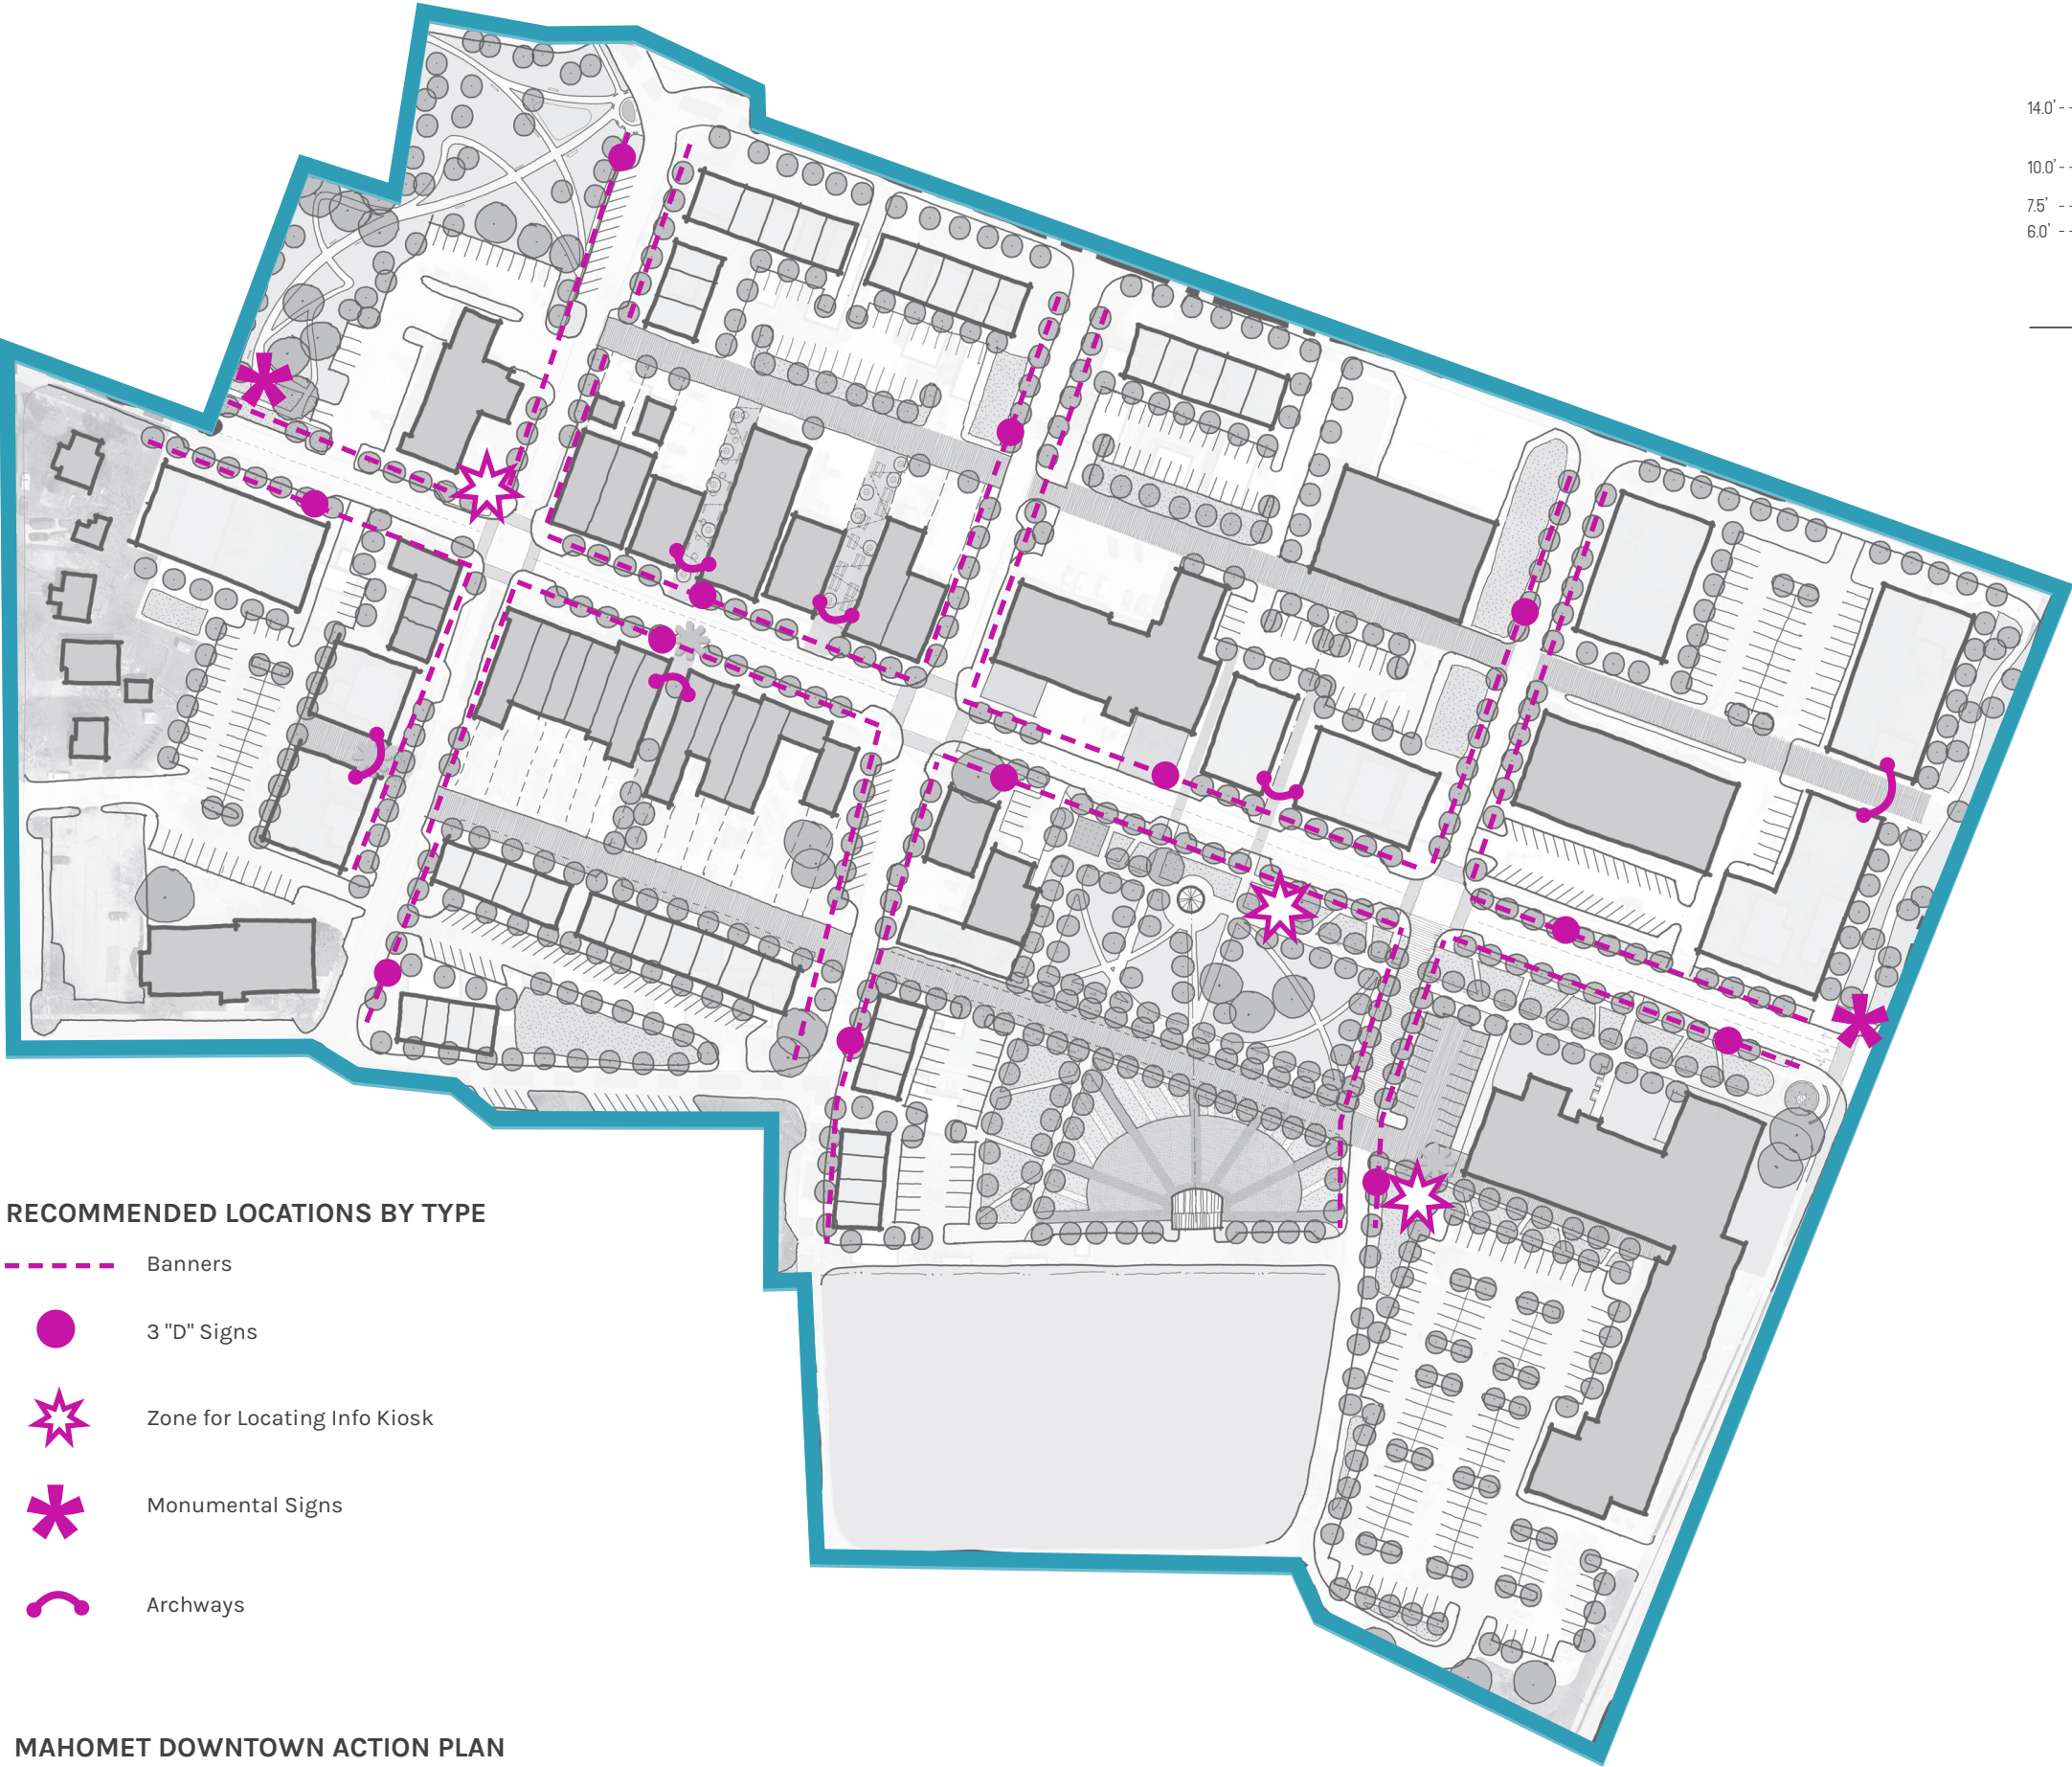 14.0'
10.0'
7.5'
6.0'
RECOMMENDED LOCATIONS BY TYPE
Banners
3 "D" Signs
Zone for Locating Info Kiosk
Monumental Signs
Archways
MAHOMET DOWNTOWN ACTION PLAN